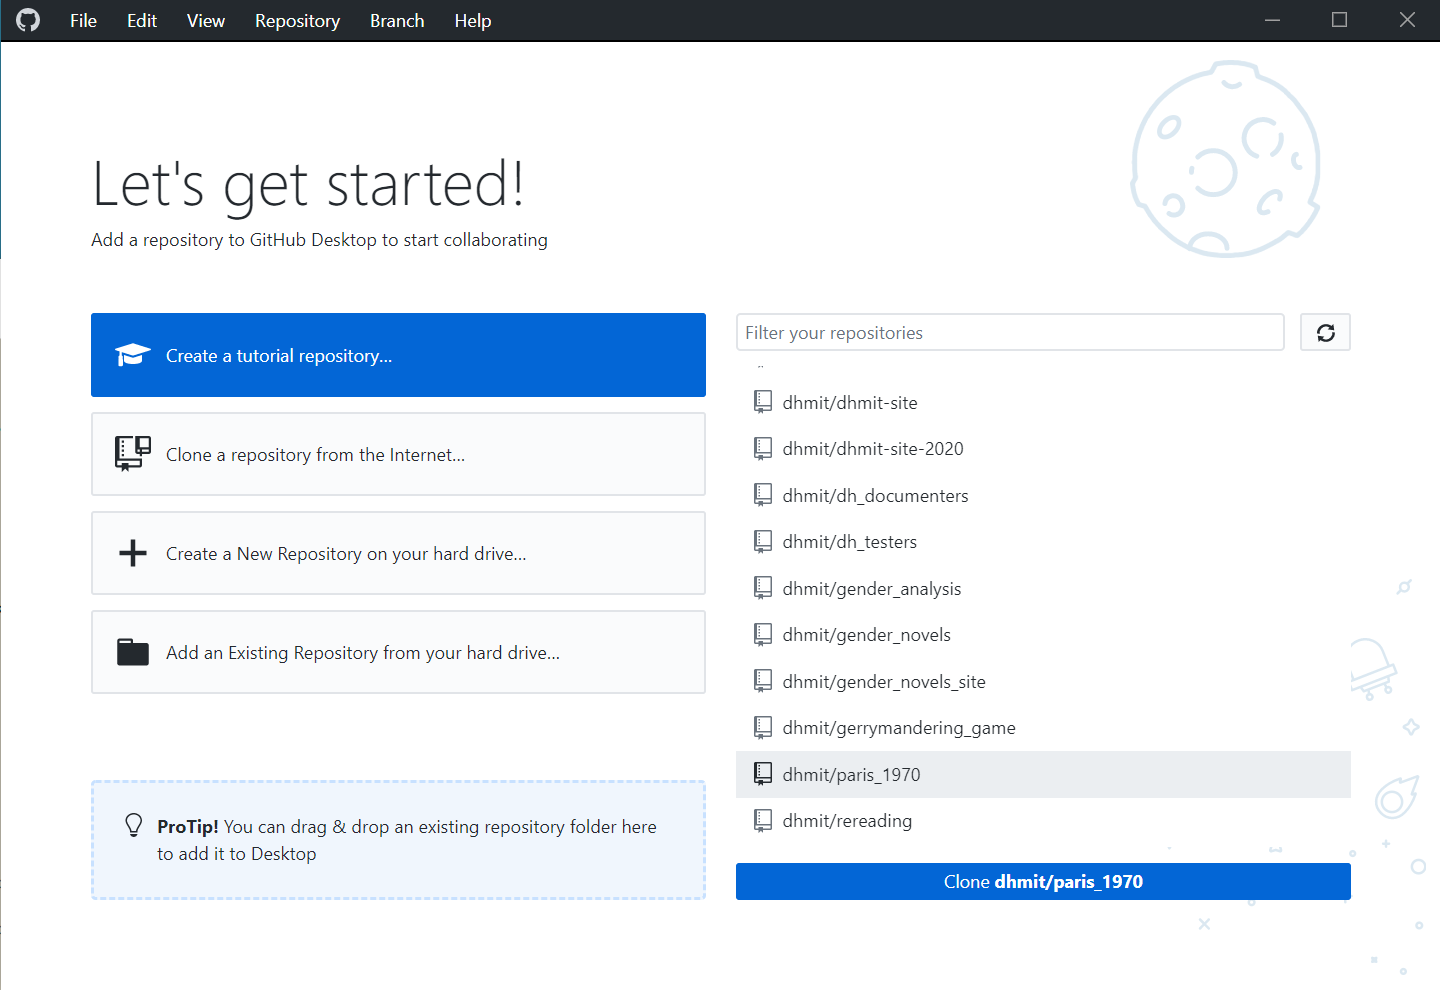 File Edit View Repository Branch Help
Let's get started!
Add a repository to GitHub Desktop to start collaborating
Create a tutorial repository...
Clone a repository from the Internet...
Create a New Repository on your hard drive...
Add an Existing Repository from your hard drive...
ProTip! You can drag & drop an existing repository folder here
to add it to Desktop
Filter your repositories
dhmit/dhmit-site
dhmit/dhmit-site-2020
dhmit/dh_documenters
dhmit/dh_testers
dhmit/gender_analysis
dhmit/gender_novels
dhmit/gender_novels_site
dhmit/gerrymandering_game
dhmit/paris_1970
dhmit/rereading
Clone dhmit/paris_1970